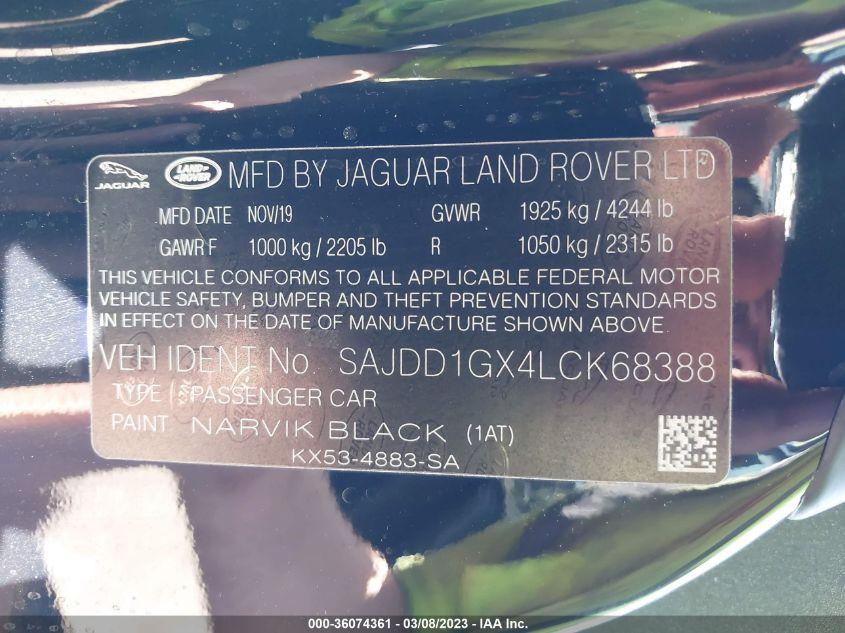 JAGUAR LAND ROVER MFD BY JAGUAR LAND ROVER LTD
MFD DATE NOV/19 GVWR 1925 kg / 4244 lb
GAWR F 1000 kg / 2205 lb R 1050 kg / 2315 lb
THIS VEHICLE CONFORMS TO ALL APPLICABLE FEDERAL MOTOR
VEHICLE SAFETY, BUMPER AND THEFT PREVENTION STANDARDS
IN EFFECT ON THE DATE OF MANUFACTURE SHOWN ABOVE.
VEH IDENT No. SAJDD1GX4LCK68388
TYPE : PASSENGER CAR
PAINT NARVIK BLACK (1AT)
KX53-4883-SA
000-36074361 - 03/08/2023 - IAA Inc.